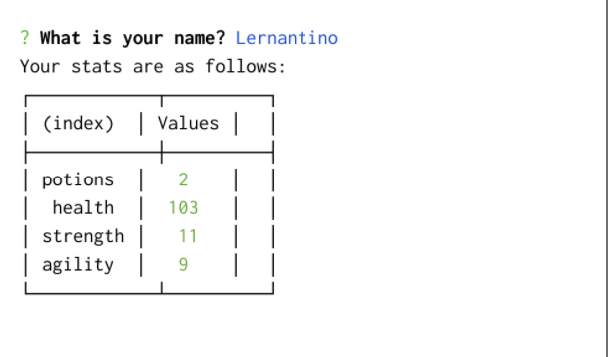 ? What is your name? Lernantino
Your stats are as follows:
(index) Values
potions 2
health 103
strength 11
agility 9